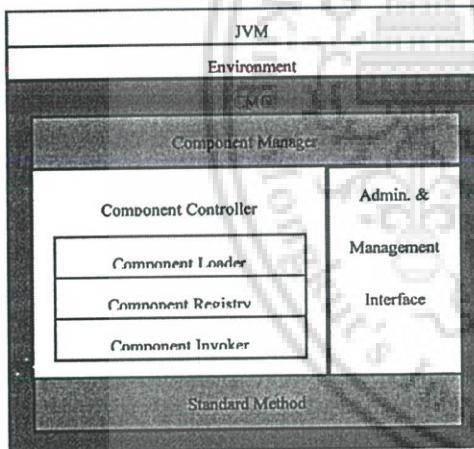 JVM
Environment
Component Manager
Component Controller
Component Loader
Component Registry
Component Invoker
Admin. &
Management
Interface
Standard Method